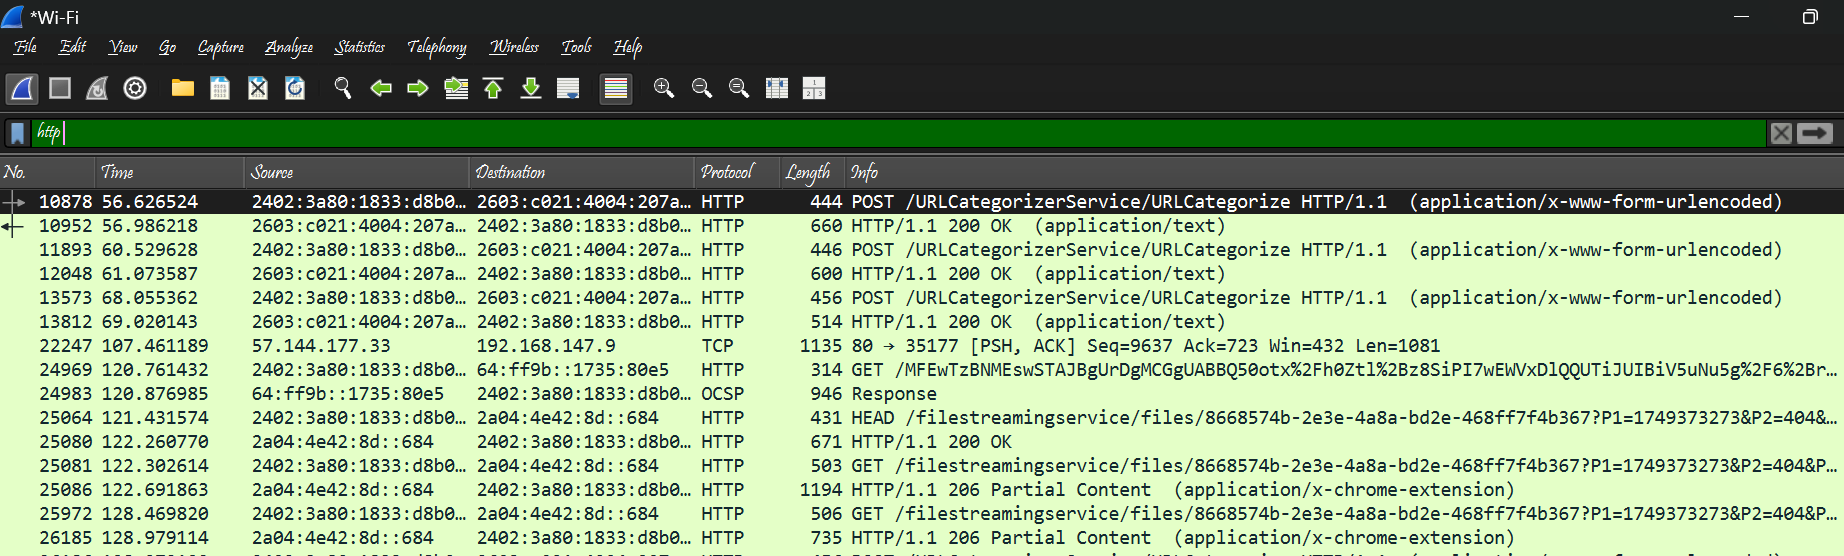 *Wi-Fi
File Edit View Go Capture Analyze Statistics Telephony Wireless Tools Help
http
No. Time Source Destination Protocol Length Info
10878 56.626524 2402:3a80:1833:d8b0… 2603:c021:4004:207a… HTTP 444 POST /URLCategorizerService/URLCategorize HTTP/1.1 (application/x-www-form-urlencoded)
10952 56.986218 2603:c021:4004:207a… 2402:3a80:1833:d8b0… HTTP 660 HTTP/1.1 200 OK (application/text)
11893 60.529628 2402:3a80:1833:d8b0… 2603:c021:4004:207a… HTTP 446 POST /URLCategorizerService/URLCategorize HTTP/1.1 (application/x-www-form-urlencoded)
12048 61.073587 2603:c021:4004:207a… 2402:3a80:1833:d8b0… HTTP 600 HTTP/1.1 200 OK (application/text)
13573 68.055362 2402:3a80:1833:d8b0… 2603:c021:4004:207a… HTTP 456 POST /URLCategorizerService/URLCategorize HTTP/1.1 (application/x-www-form-urlencoded)
13812 69.020143 2603:c021:4004:207a… 2402:3a80:1833:d8b0… HTTP 514 HTTP/1.1 200 OK (application/text)
22247 107.461189 57.144.177.33 192.168.147.9 TCP 1135 80 → 35177 [PSH, ACK] Seq=9637 Ack=723 Win=432 Len=1081
24969 120.761432 2402:3a80:1833:d8b0… 64:ff9b::1735:80e5 HTTP 314 GET /MFEwTzBNMEswSTAJBgUrDgMCGgUABBQ50otx%2Fh0Ztl%2Bz8SiPI7wEWVxDlQQUTiJUIBiV5uNu5g%2F6%2Br…
24983 120.876985 64:ff9b::1735:80e5 2402:3a80:1833:d8b0… OCSP 946 Response
25064 121.431574 2402:3a80:1833:d8b0… 2a04:4e42:8d::684 HTTP 431 HEAD /filestreamingservice/files/8668574b-2e3e-4a8a-bd2e-468ff7f4b367?P1=1749373273&P2=404&…
25080 122.260770 2a04:4e42:8d::684 2402:3a80:1833:d8b0… HTTP 671 HTTP/1.1 200 OK
25081 122.302614 2402:3a80:1833:d8b0… 2a04:4e42:8d::684 HTTP 503 GET /filestreamingservice/files/8668574b-2e3e-4a8a-bd2e-468ff7f4b367?P1=1749373273&P2=404&P…
25086 122.691863 2a04:4e42:8d::684 2402:3a80:1833:d8b0… HTTP 1194 HTTP/1.1 206 Partial Content (application/x-chrome-extension)
25972 128.469820 2402:3a80:1833:d8b0… 2a04:4e42:8d::684 HTTP 506 GET /filestreamingservice/files/8668574b-2e3e-4a8a-bd2e-468ff7f4b367?P1=1749373273&P2=404&P…
26185 128.979114 2a04:4e42:8d::684 2402:3a80:1833:d8b0… HTTP 735 HTTP/1.1 206 Partial Content (application/x-chrome-extension)